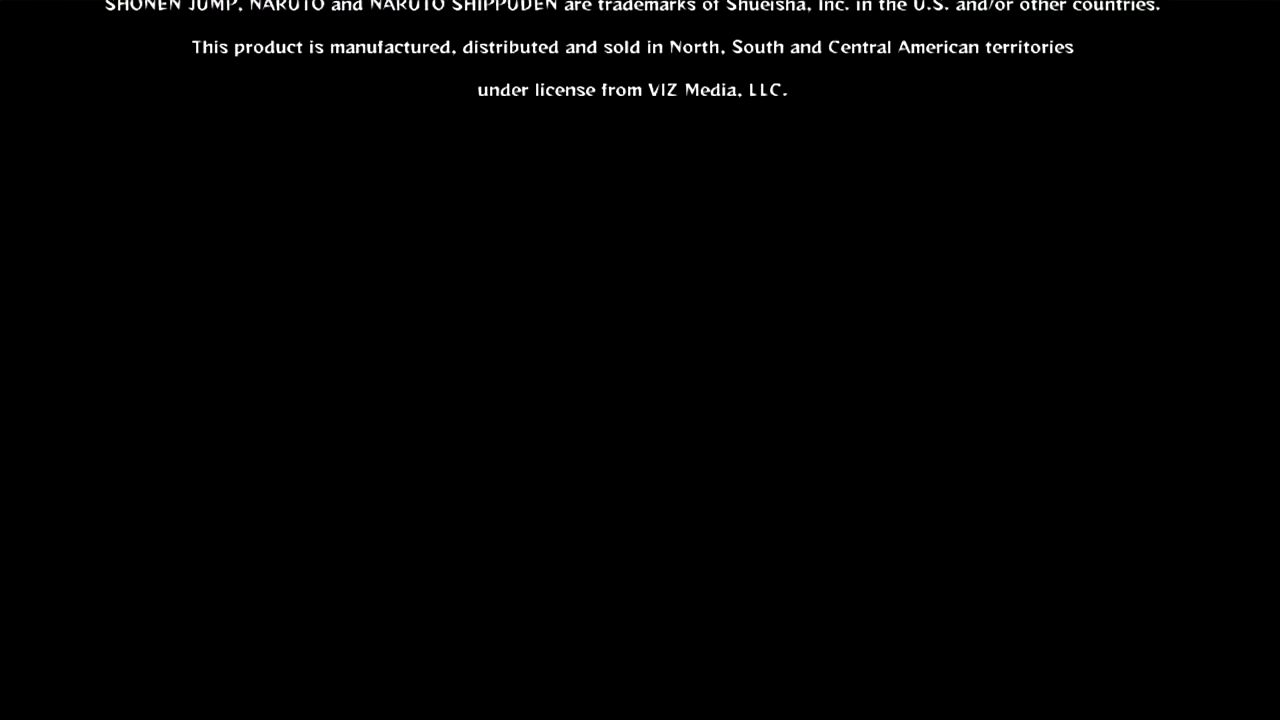 SHONEN JUMP, NARUTO and NARUTO SHIPPUDEN are trademarks of Shueisha, Inc. in the U.S. and/or other countries.
This product is manufactured, distributed and sold in North, South and Central American territories
under license from VIZ Media, LLC.